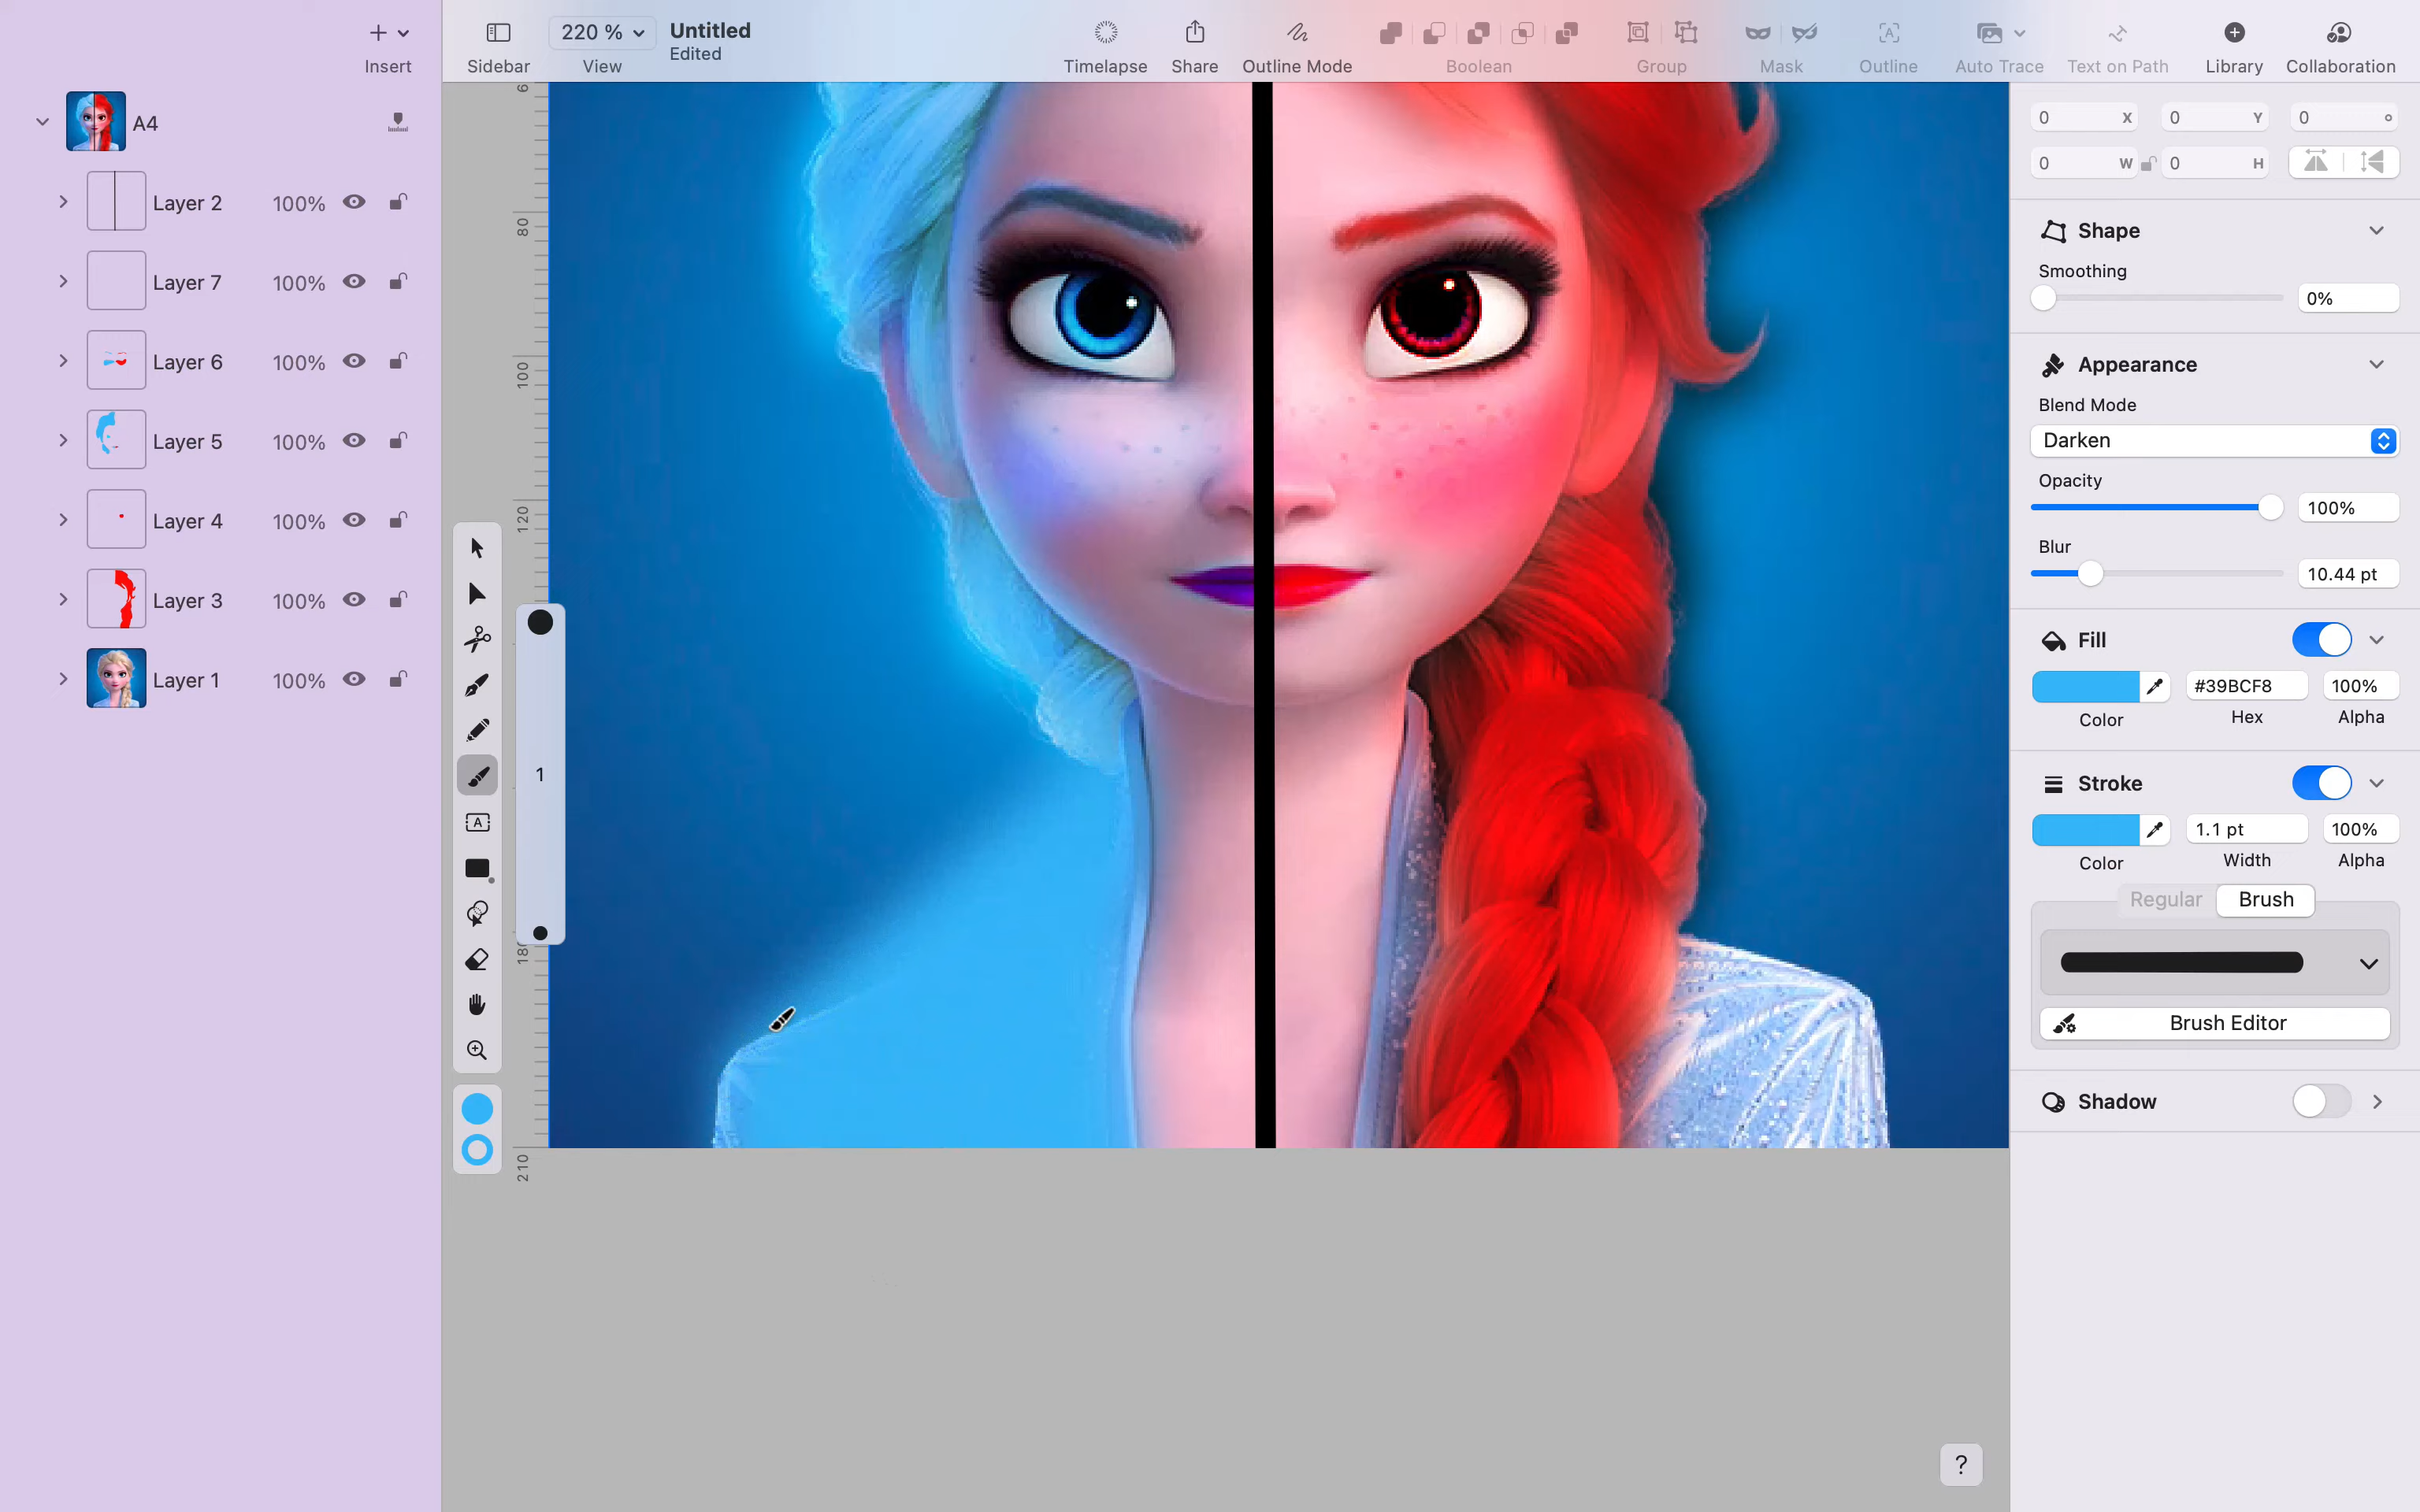 Insert
Sidebar
220 %
View
Untitled
Edited
Timelapse
Share
Outline Mode
Boolean
Group
Mask
Outline
Auto Trace
Text on Path
Library
Collaboration
A4
Layer 2 100%
Layer 7 100%
Layer 6 100%
Layer 5 100%
Layer 4 100%
Layer 3 100%
Layer 1 100%
6
80
100
120
180
210
1
A
0 X 0 Y 0 °
0 W 0 H
Shape
Smoothing
0%
Appearance
Blend Mode
Darken
Opacity
100%
Blur
10.44 pt
Fill
#39BCF8 100%
Color Hex Alpha
Stroke
1.1 pt 100%
Color Width Alpha
Regular Brush
Brush Editor
Shadow
?